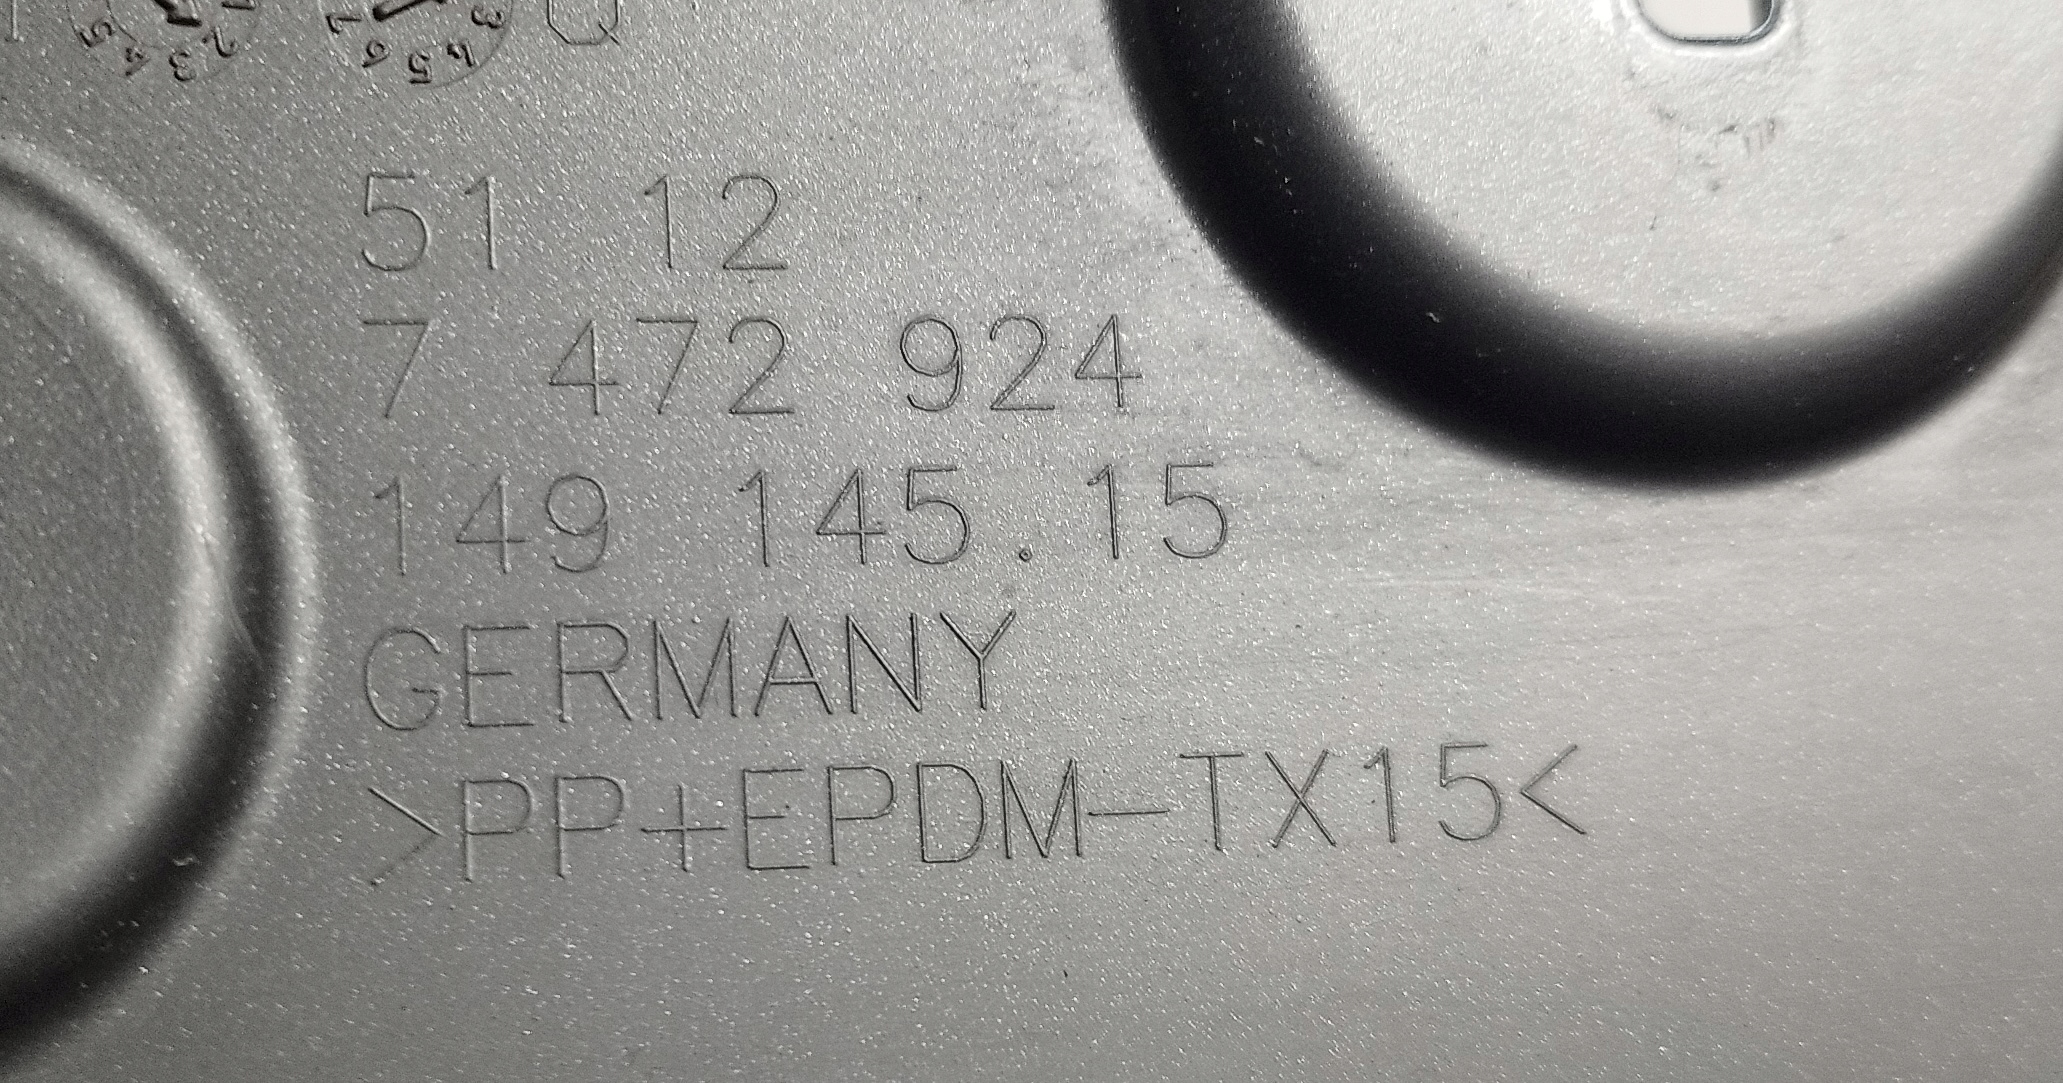 Q
51 12
7 472 924
149 145.15
GERMANY
>PP+EPDM-TX15<